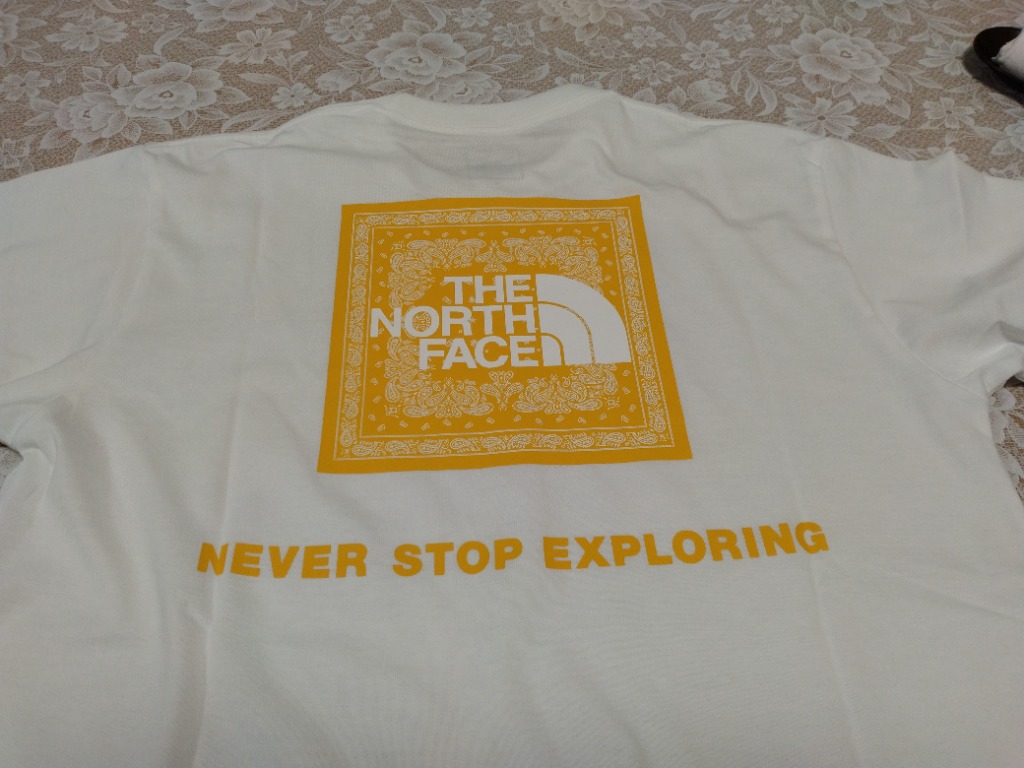 THE
NORTH
FACE
NEVER STOP EXPLORING